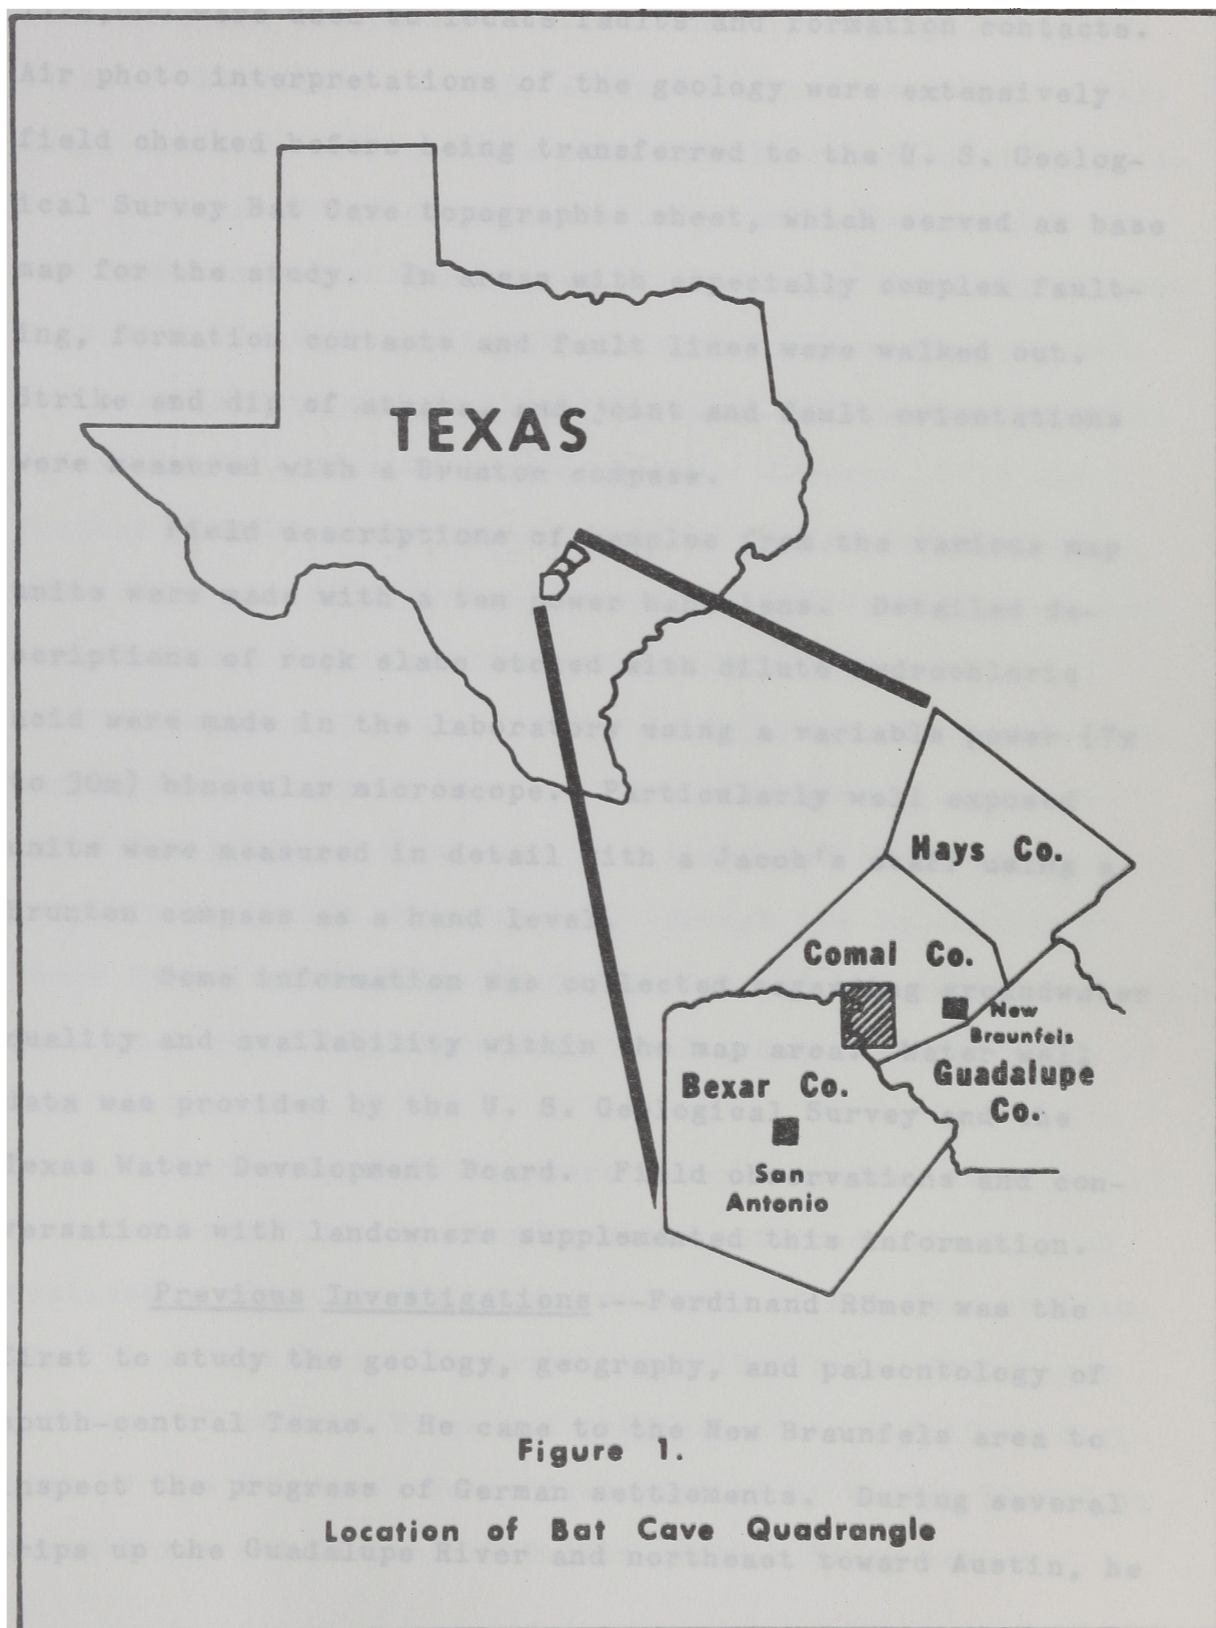 were used to locate faults and formation contacts.
Air photo interpretations of the geology were extensively
field checked before being transferred to the U. S. Geolog-
ical Survey Bat Cave topographic sheet, which served as base
map for the study. In areas with especially complex fault-
ing, formation contacts and fault lines were walked out.
Strike and dip of strata, and joint and fault orientations
were measured with a Brunton compass.
Field descriptions of samples from the various map
units were made with a ten power hand lens. Detailed de-
scriptions of rock slabs etched with dilute hydrochloric
acid were made in the laboratory using a variable power (7x
to 30x) binocular microscope. Particularly well exposed
units were measured in detail with a Jacob's staff using a
Brunton compass as a hand level.
Some information was collected regarding groundwater
quality and availability within the map area. Water well
data was provided by the U. S. Geological Survey and the
Texas Water Development Board. Field observations and con-
versations with landowners supplemented this information.
Previous Investigations.--Ferdinand Römer was the
first to study the geology, geography, and paleontology of
south-central Texas. He came to the New Braunfels area to
inspect the progress of German settlements. During several
trips up the Guadalupe River and northeast toward Austin, he
TEXAS
Hays Co.
Comal Co.
New
Braunfels
Bexar Co.
Guadalupe
Co.
San
Antonio
Figure 1.
Location of Bat Cave Quadrangle